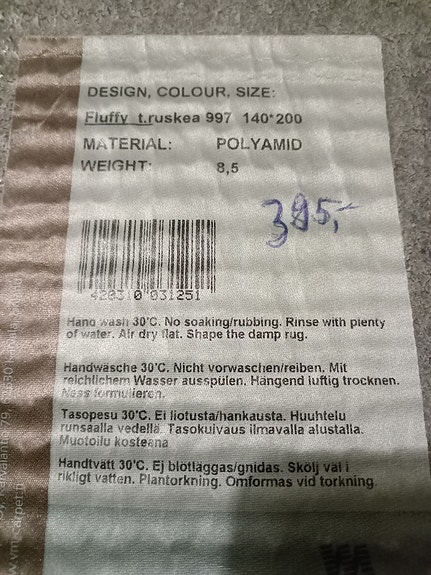 DESIGN, COLOUR, SIZE:
Fluffy t.ruskea 997 140*200
MATERIAL: POLYAMID
WEIGHT: 8,5
395,-
420310 031251
Hand wash 30'C. No soaking/rubbing. Rinse with plenty
of water. Air dry flat. Shape the damp rug.
Handwäsche 30'C. Nicht vorwaschen/reiben. Mit
reichlichem Wasser ausspülen. Hängend luftig trocknen.
Nass formulieren.
Tasopesu 30'C. Ei liotusta/hankausta. Huuhtelu
runsaalla vedellä. Tasokuivaus ilmavalla alustalla.
Muotoilu kosteana
Handtvätt 30'C. Ej blötläggas/gnidas. Skölj väl i
rikligt vatten. Plantorkning. Omformas vid torkning.